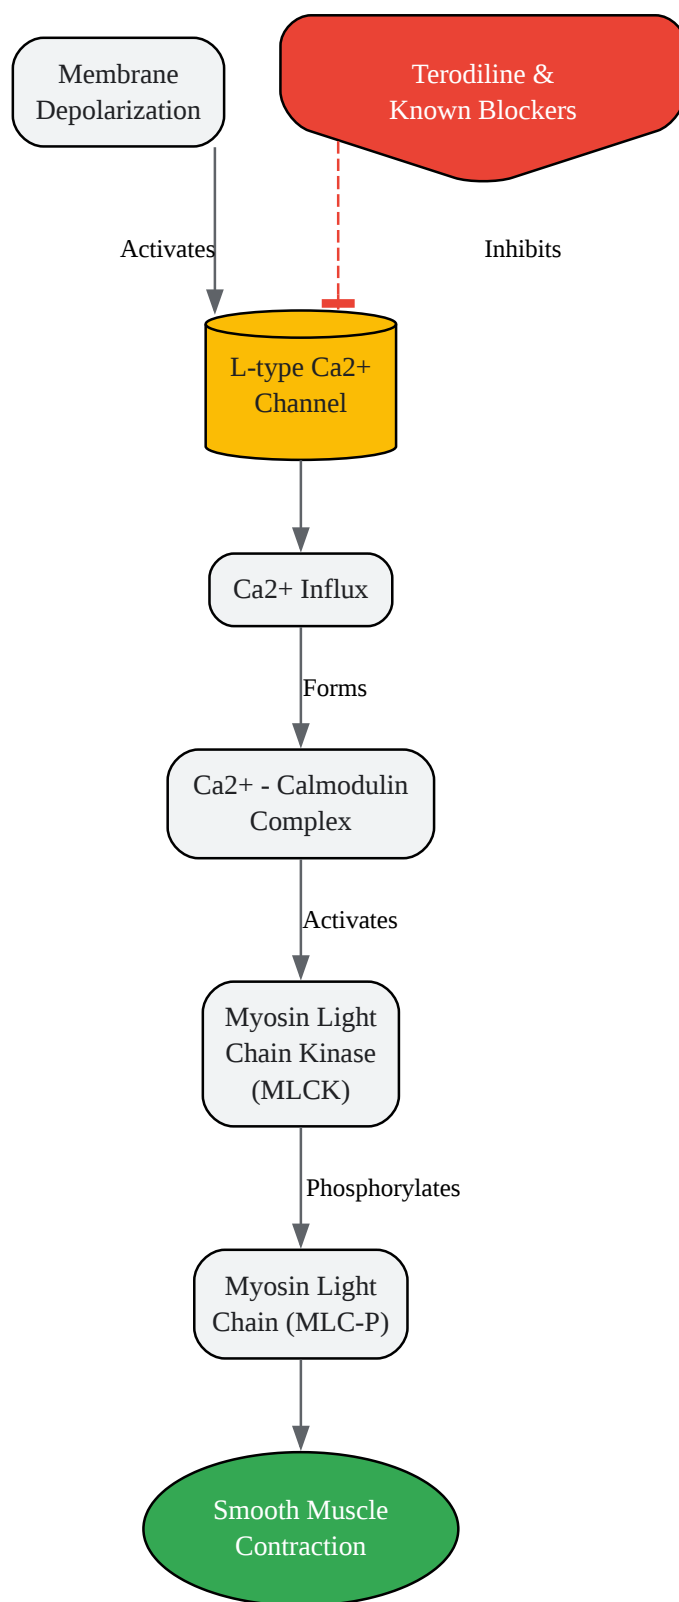 Membrane
Depolarization
Terodiline &
Known Blockers
Activates
Inhibits
L-type Ca2+
Channel
Ca2+ Influx
Forms
Ca2+ - Calmodulin
Complex
Activates
Myosin Light
Chain Kinase
(MLCK)
Phosphorylates
Myosin Light
Chain (MLC-P)
Smooth Muscle
Contraction